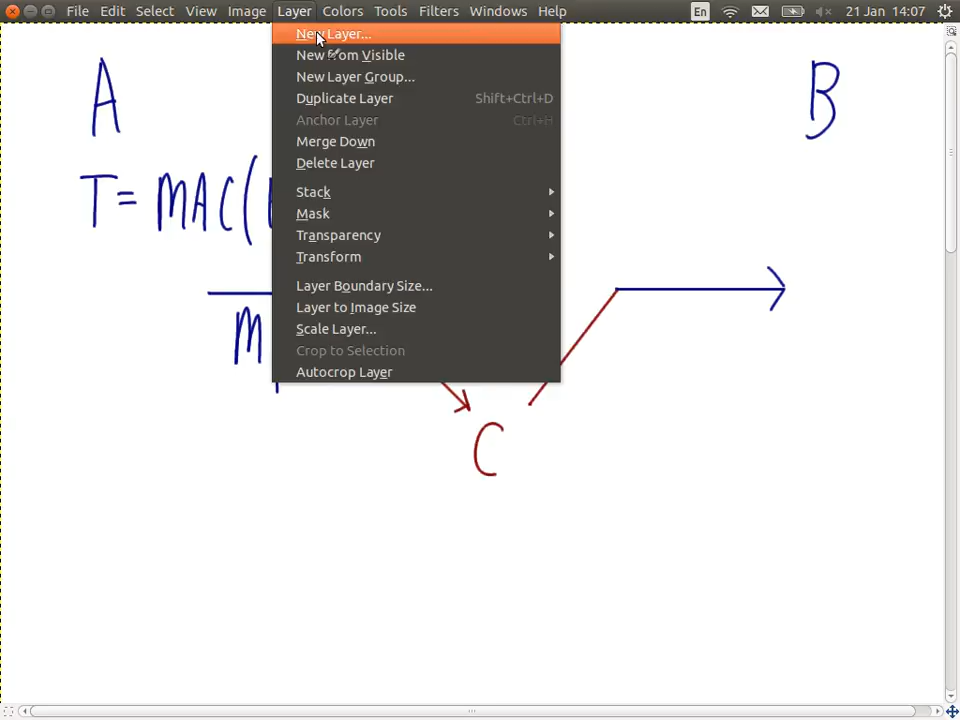 File Edit Select View Image Layer Colors Tools Filters Windows Help En 21 Jan 14:07
New Layer...
New from Visible
New Layer Group...
Duplicate Layer Shift+Ctrl+D
Anchor Layer Ctrl+H
Merge Down
Delete Layer
Stack
Mask
Transparency
Transform
Layer Boundary Size...
Layer to Image Size
Scale Layer...
Crop to Selection
Autocrop Layer
A B
T= MAC(
M
C